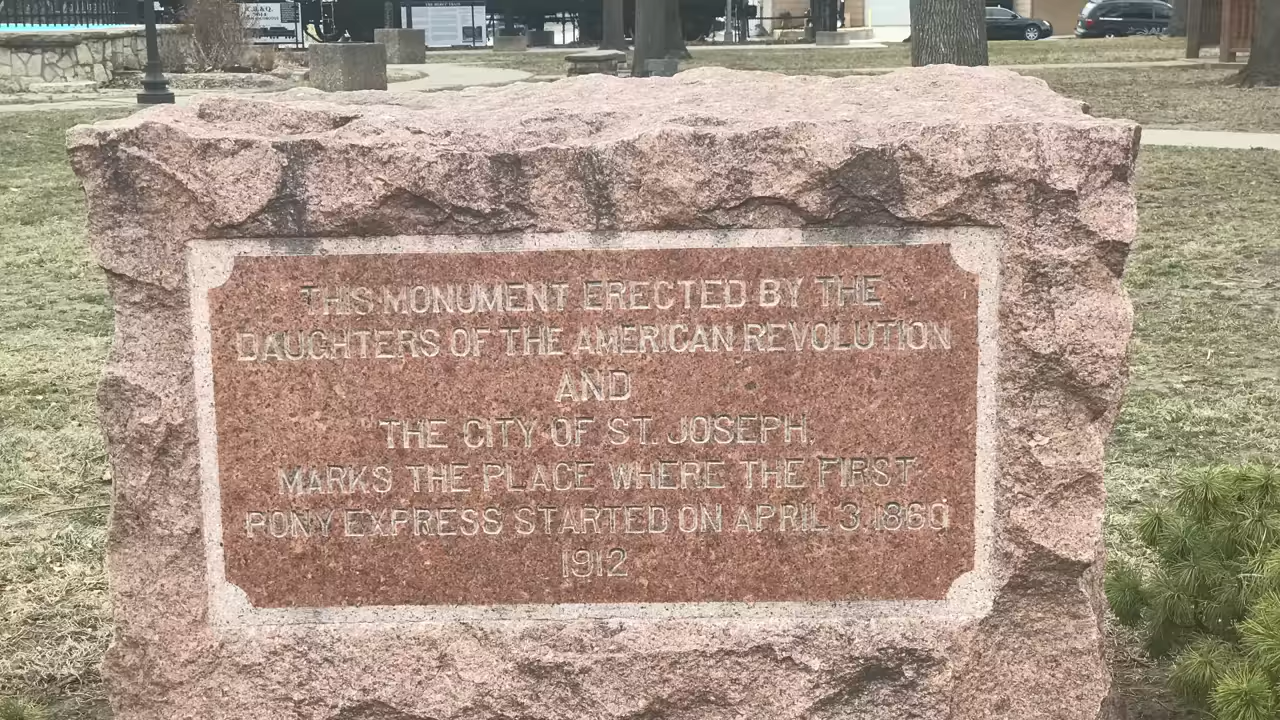 C.B.&Q.
THIS MONUMENT ERECTED BY THE
DAUGHTERS OF THE AMERICAN REVOLUTION
AND
THE CITY OF ST. JOSEPH.
MARKS THE PLACE WHERE THE FIRST
PONY EXPRESS STARTED ON APRIL 3, 1860
1912